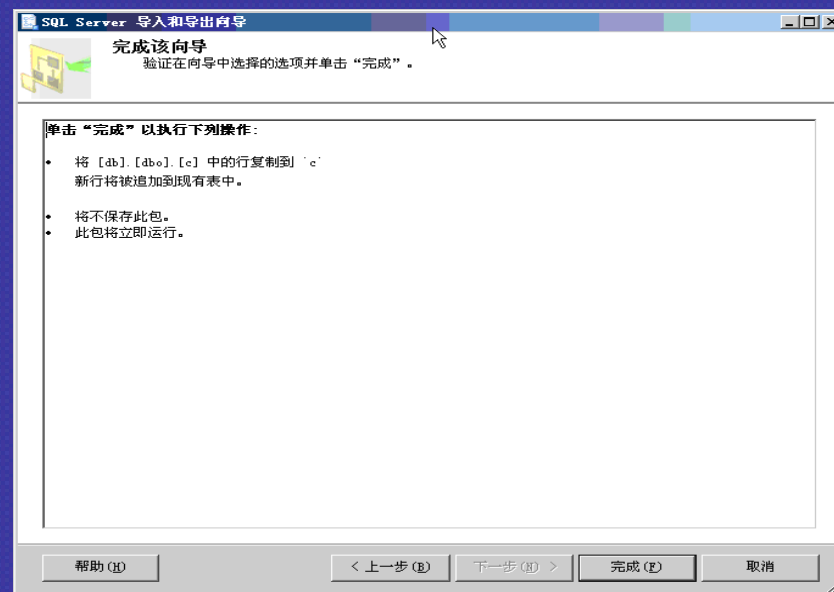 SQL Server 导入和导出向导
完成该向导
验证在向导中选择的选项并单击“完成”。
单击“完成”以执行下列操作:
• 将 [db].[dbo].[c] 中的行复制到 `c`
新行将被追加到现有表中。
• 将不保存此包。
• 此包将立即运行。
帮助(H)
< 上一步(B)
下一步(N) >
完成(F)
取消